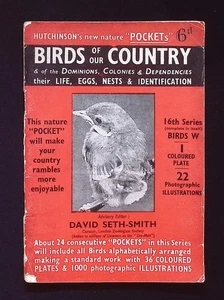 HUTCHINSON's new nature "POCKETs" 6d
BIRDS OF OUR COUNTRY
& of the DOMINIONS, COLONIES & DEPENDENCIES
their LIFE, EGGS, NESTS & IDENTIFICATION
This nature
"POCKET"
will make
your
country
rambles
more
enjoyable
16th Series
BIRDS W
1
COLOURED
PLATE
22
Photographic
ILLUSTRATIONS
Advisory Editor:
DAVID SETH-SMITH
About 24 consecutive "POCKETS" in this Series
will include all Birds alphabetically arranged
making a standard work with 36 COLOURED
PLATES & 1000 photographic ILLUSTRATIONS